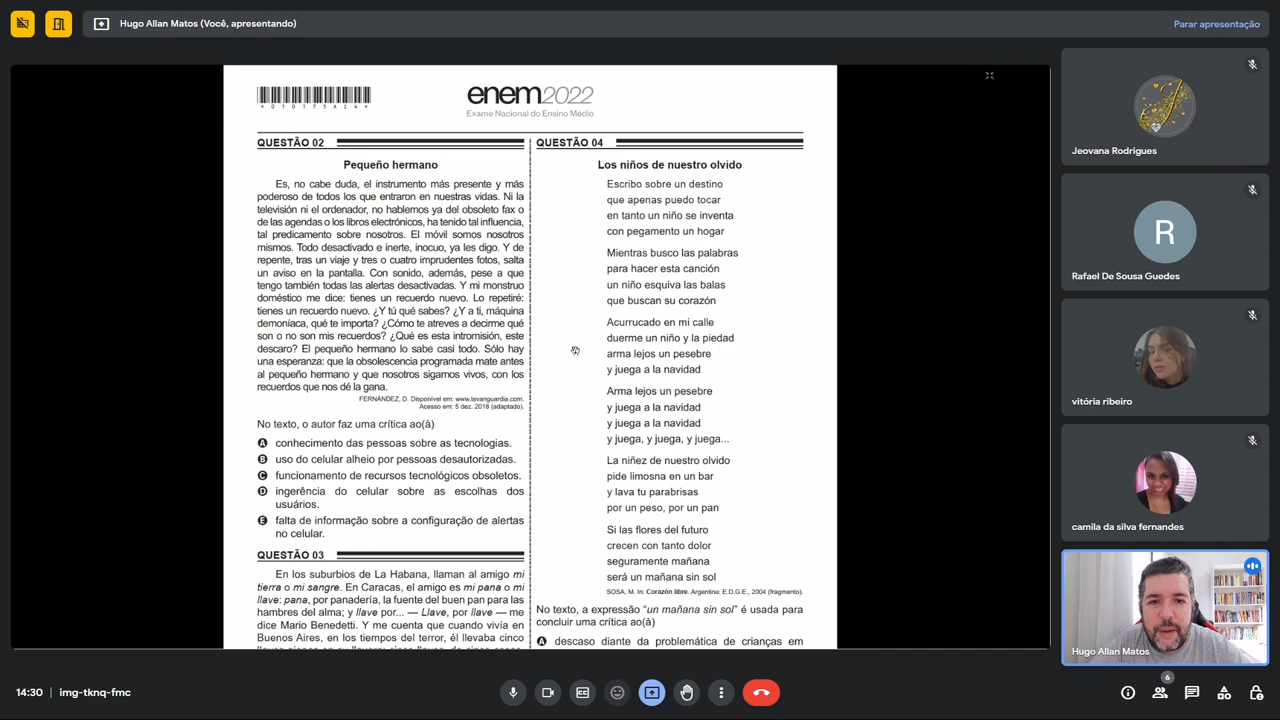 Hugo Allan Matos (Você, apresentando)
Parar apresentação
*010175AZ4*
enem2022
Exame Nacional do Ensino Médio
QUESTÃO 02
Pequeño hermano
Es, no cabe duda, el instrumento más presente y más
poderoso de todos los que entraron en nuestras vidas. Ni la
televisión ni el ordenador, no hablemos ya del obsoleto fax o
de las agendas o los libros electrónicos, ha tenido tal influencia,
tal predicamento sobre nosotros. El móvil somos nosotros
mismos. Todo desactivado e inerte, inocuo, ya les digo. Y de
repente, tras un viaje y tres o cuatro imprudentes fotos, salta
un aviso en la pantalla. Con sonido, además, pese a que
tengo también todas las alertas desactivadas. Y mi monstruo
doméstico me dice: tienes un recuerdo nuevo. Lo repetiré:
tienes un recuerdo nuevo. ¿Y tú qué sabes? ¿Y a ti, máquina
demoníaca, qué te importa? ¿Cómo te atreves a decirme qué
son o no son mis recuerdos? ¿Qué es esta intromisión, este
descaro? El pequeño hermano lo sabe casi todo. Sólo hay
una esperanza: que la obsolescencia programada mate antes
al pequeño hermano y que nosotros sigamos vivos, con los
recuerdos que nos dé la gana.
FERNÁNDEZ, D. Disponível em: www.lavanguardia.com.
Acesso em: 5 dez. 2018 (adaptado).
No texto, o autor faz uma crítica ao(à)
A conhecimento das pessoas sobre as tecnologias.
B uso do celular alheio por pessoas desautorizadas.
C funcionamento de recursos tecnológicos obsoletos.
D ingerência do celular sobre as escolhas dos
usuários.
E falta de informação sobre a configuração de alertas
no celular.
QUESTÃO 03
En los suburbios de La Habana, llaman al amigo mi
tierra o mi sangre. En Caracas, el amigo es mi pana o mi
llave: pana, por panadería, la fuente del buen pan para las
hambres del alma; y llave por... — Llave, por llave — me
dice Mario Benedetti. Y me cuenta que cuando vivía en
Buenos Aires, en los tiempos del terror, él llevaba cinco
QUESTÃO 04
Los niños de nuestro olvido
Escribo sobre un destino
que apenas puedo tocar
en tanto un niño se inventa
con pegamento un hogar
Mientras busco las palabras
para hacer esta canción
un niño esquiva las balas
que buscan su corazón
Acurrucado en mi calle
duerme un niño y la piedad
arma lejos un pesebre
y juega a la navidad
Arma lejos un pesebre
y juega a la navidad
y juega a la navidad
y juega, y juega, y juega...
La niñez de nuestro olvido
pide limosna en un bar
y lava tu parabrisas
por un peso, por un pan
Si las flores del futuro
crecen con tanto dolor
seguramente mañana
será un mañana sin sol
SOSA, M. In: Corazón libre. Argentina: E.D.G.E., 2004 (fragmento).
No texto, a expressão “un mañana sin sol” é usada para
concluir uma crítica ao(à)
A descaso diante da problemática de crianças em
Jeovana Rodrigues
R
Rafael De Sousa Guedes
vitória ribeiro
camila da silva fernandes
Hugo Allan Matos
14:30
img-tknq-fmc
6